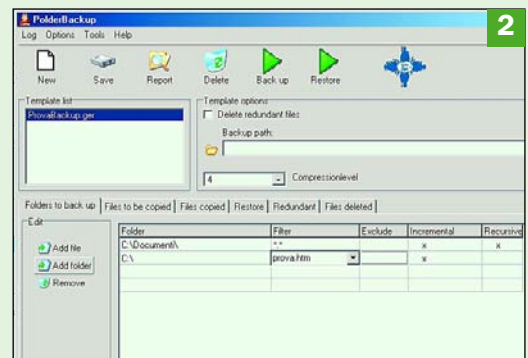 PolderBackup
2
Log Options Tools Help
New Save Report Delete Back up Restore
Template list
ProvaBackup.ger
Template options
Delete redundant files
Backup path:
4 Compressionlevel
Folders to back up Files to be copied Files copied Restore Redundant Files deleted
Edit
Add file
Add folder
Remove
Folder Filter Exclude Incremental Recursive
C:\Documenti\ *.* x x
C:\ prova.htm x